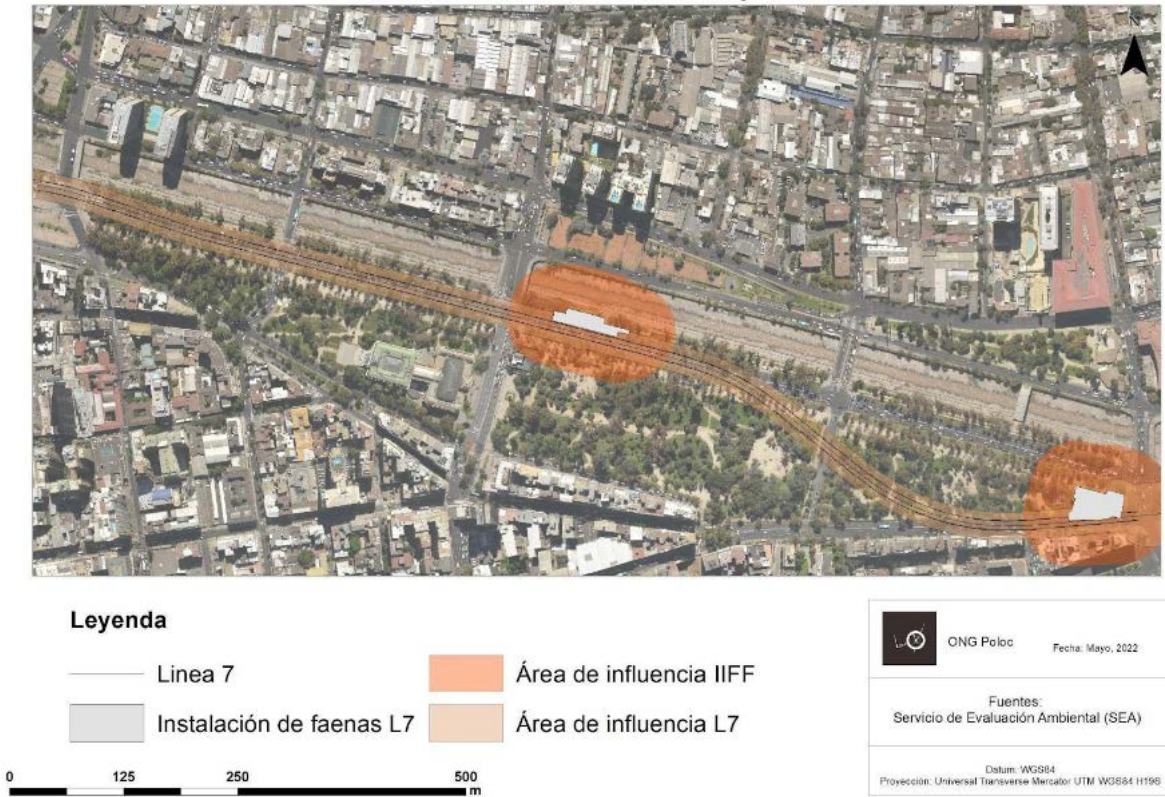 Leyenda
Linea 7
Instalación de faenas L7
Área de influencia IIFF
Área de influencia L7
0 125 250 500
m
ONG Poloc Fecha: Mayo, 2022
Fuentes:
Servicio de Evaluación Ambiental (SEA)
Datum: WGS84
Proyección: Universal Transverse Mercator UTM WGS84 H19S